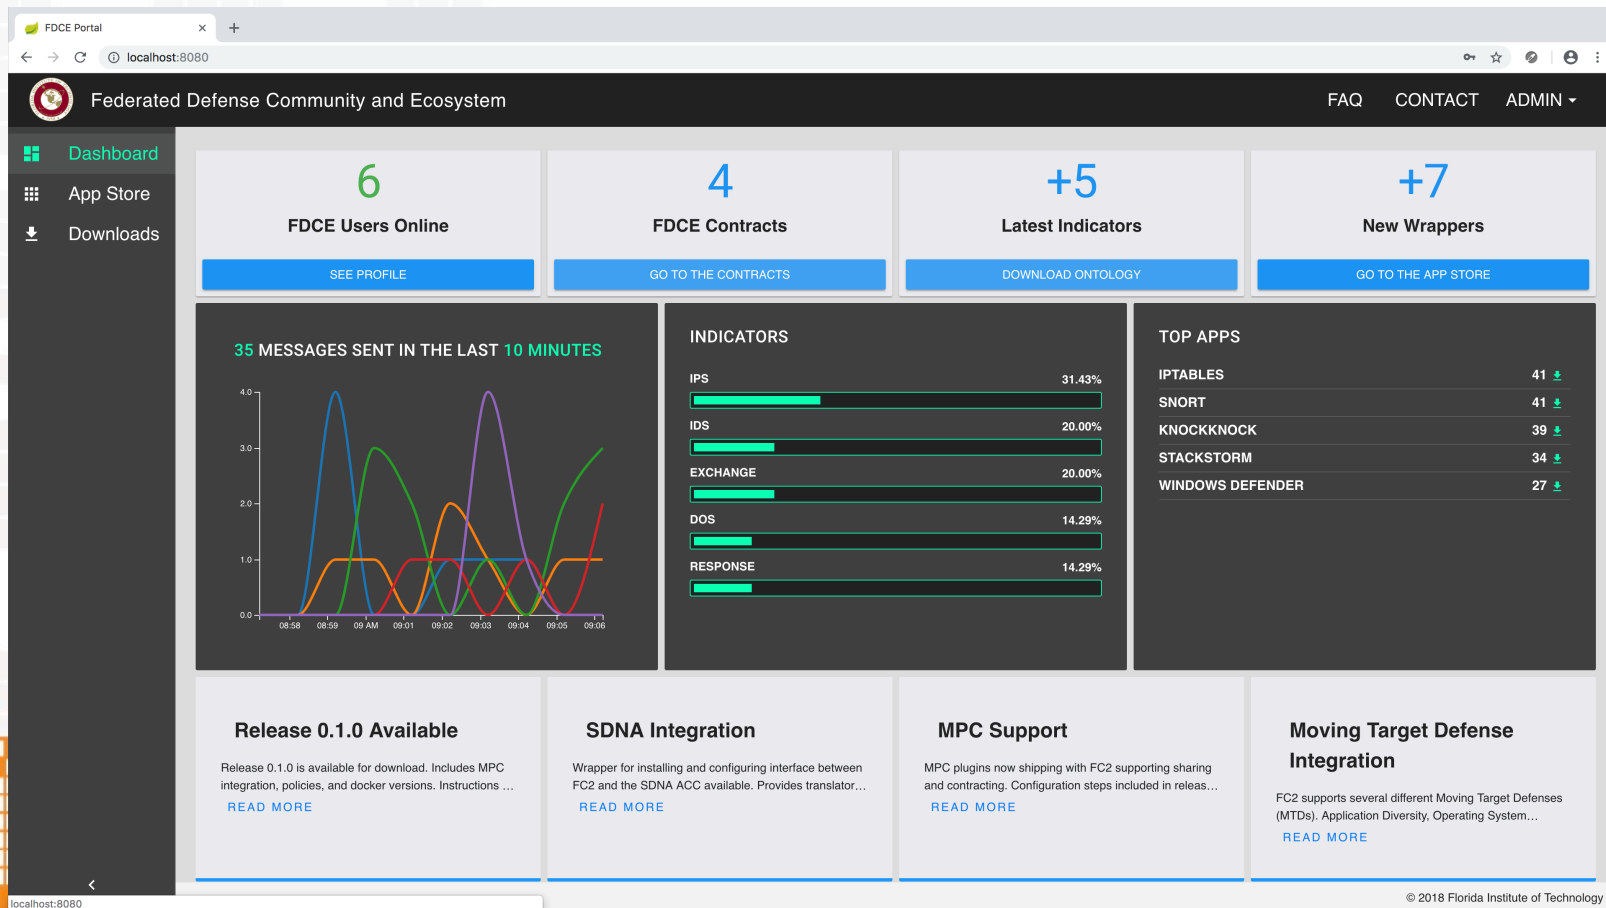 FDCE Portal
localhost:8080
Federated Defense Community and Ecosystem
FAQ CONTACT ADMIN
Dashboard
App Store
Downloads
6
FDCE Users Online
SEE PROFILE
4
FDCE Contracts
GO TO THE CONTRACTS
+5
Latest Indicators
DOWNLOAD ONTOLOGY
+7
New Wrappers
GO TO THE APP STORE
35 MESSAGES SENT IN THE LAST 10 MINUTES
4.0
3.0
2.0
1.0
0.0
08:58 08:59 09 AM 09:01 09:02 09:03 09:04 09:05 09:06
INDICATORS
IPS 31.43%
IDS 20.00%
EXCHANGE 20.00%
DOS 14.29%
RESPONSE 14.29%
TOP APPS
IPTABLES 41
SNORT 41
KNOCKKNOCK 39
STACKSTORM 34
WINDOWS DEFENDER 27
Release 0.1.0 Available
Release 0.1.0 is available for download. Includes MPC
integration, policies, and docker versions. Instructions ...
READ MORE
SDNA Integration
Wrapper for installing and configuring interface between
FC2 and the SDNA ACC available. Provides translator...
READ MORE
MPC Support
MPC plugins now shipping with FC2 supporting sharing
and contracting. Configuration steps included in releas...
READ MORE
Moving Target Defense
Integration
FC2 supports several different Moving Target Defenses
(MTDs). Application Diversity, Operating System...
READ MORE
© 2018 Florida Institute of Technology
localhost:8080